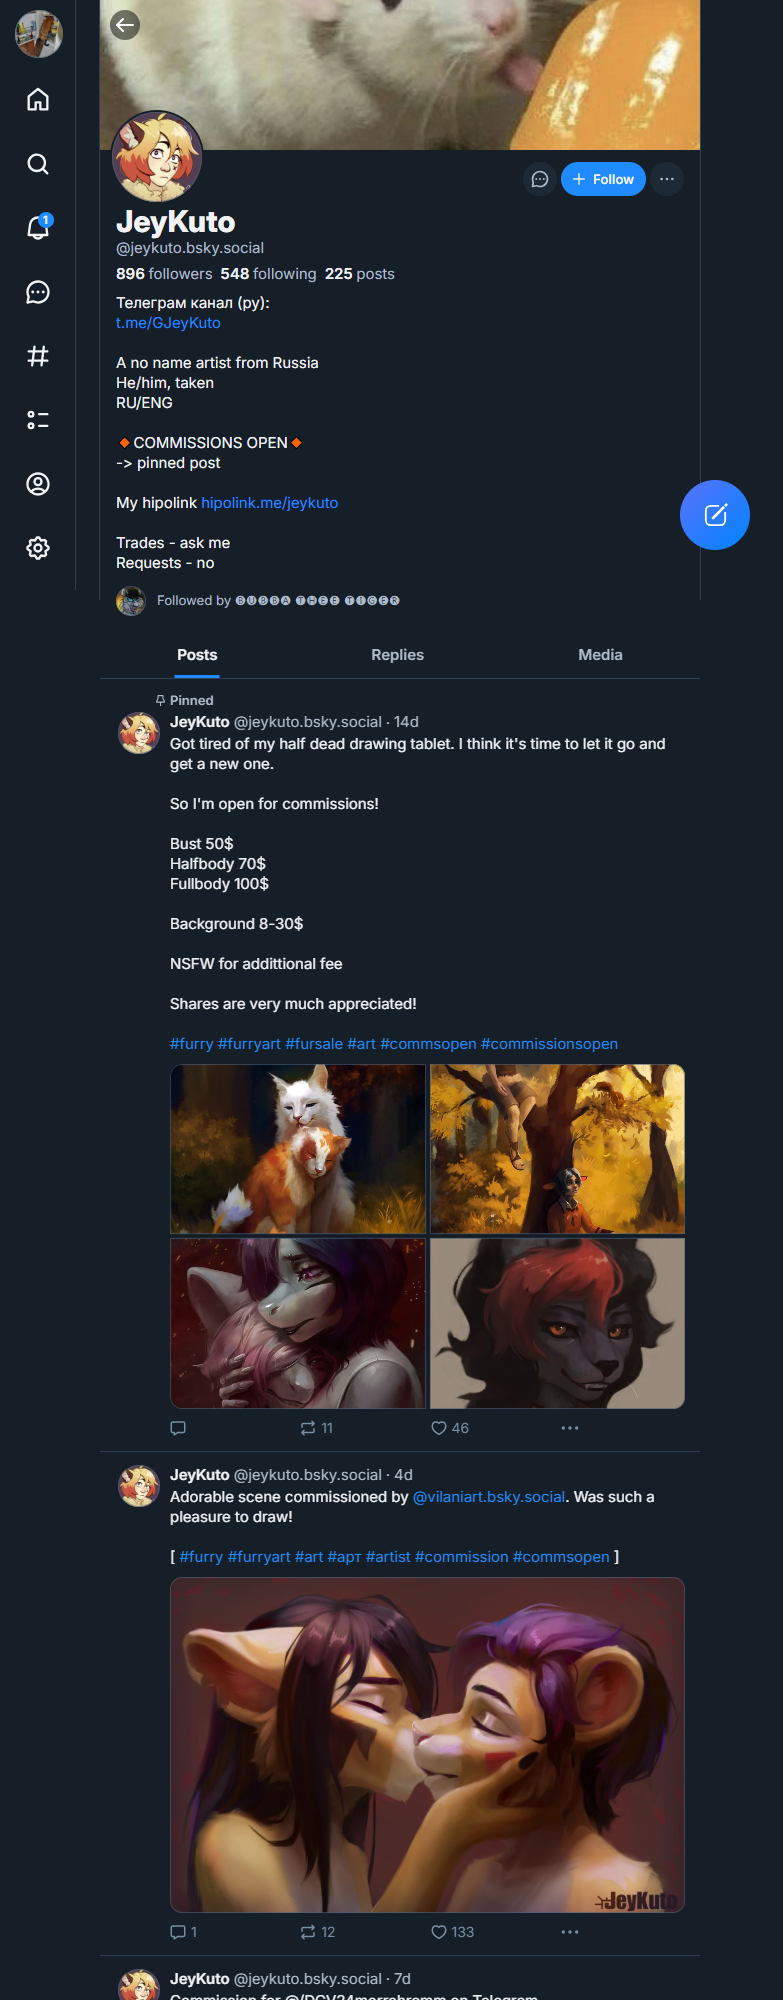 Follow
JeyKuto
@jeykuto.bsky.social
896 followers 548 following 225 posts
Телеграм канал (ру):
t.me/GJeyKuto
A no name artist from Russia
He/him, taken
RU/ENG
🔸COMMISSIONS OPEN🔸
-> pinned post
My hipolink hipolink.me/jeykuto
Trades - ask me
Requests - no
Followed by 🅑🅤🅑🅑🅐 🅣🅗🅔🅔 🅣🅘🅖🅔🅡
1
Posts Replies Media
Pinned
JeyKuto @jeykuto.bsky.social · 14d
Got tired of my half dead drawing tablet. I think it's time to let it go and
get a new one.
So I'm open for commissions!
Bust 50$
Halfbody 70$
Fullbody 100$
Background 8-30$
NSFW for addittional fee
Shares are very much appreciated!
#furry #furryart #fursale #art #commsopen #commissionsopen
11 46
JeyKuto @jeykuto.bsky.social · 4d
Adorable scene commissioned by @vilaniart.bsky.social. Was such a
pleasure to draw!
[ #furry #furryart #art #арт #artist #commission #commsopen ]
JeyKuto
1 12 133
JeyKuto @jeykuto.bsky.social · 7d